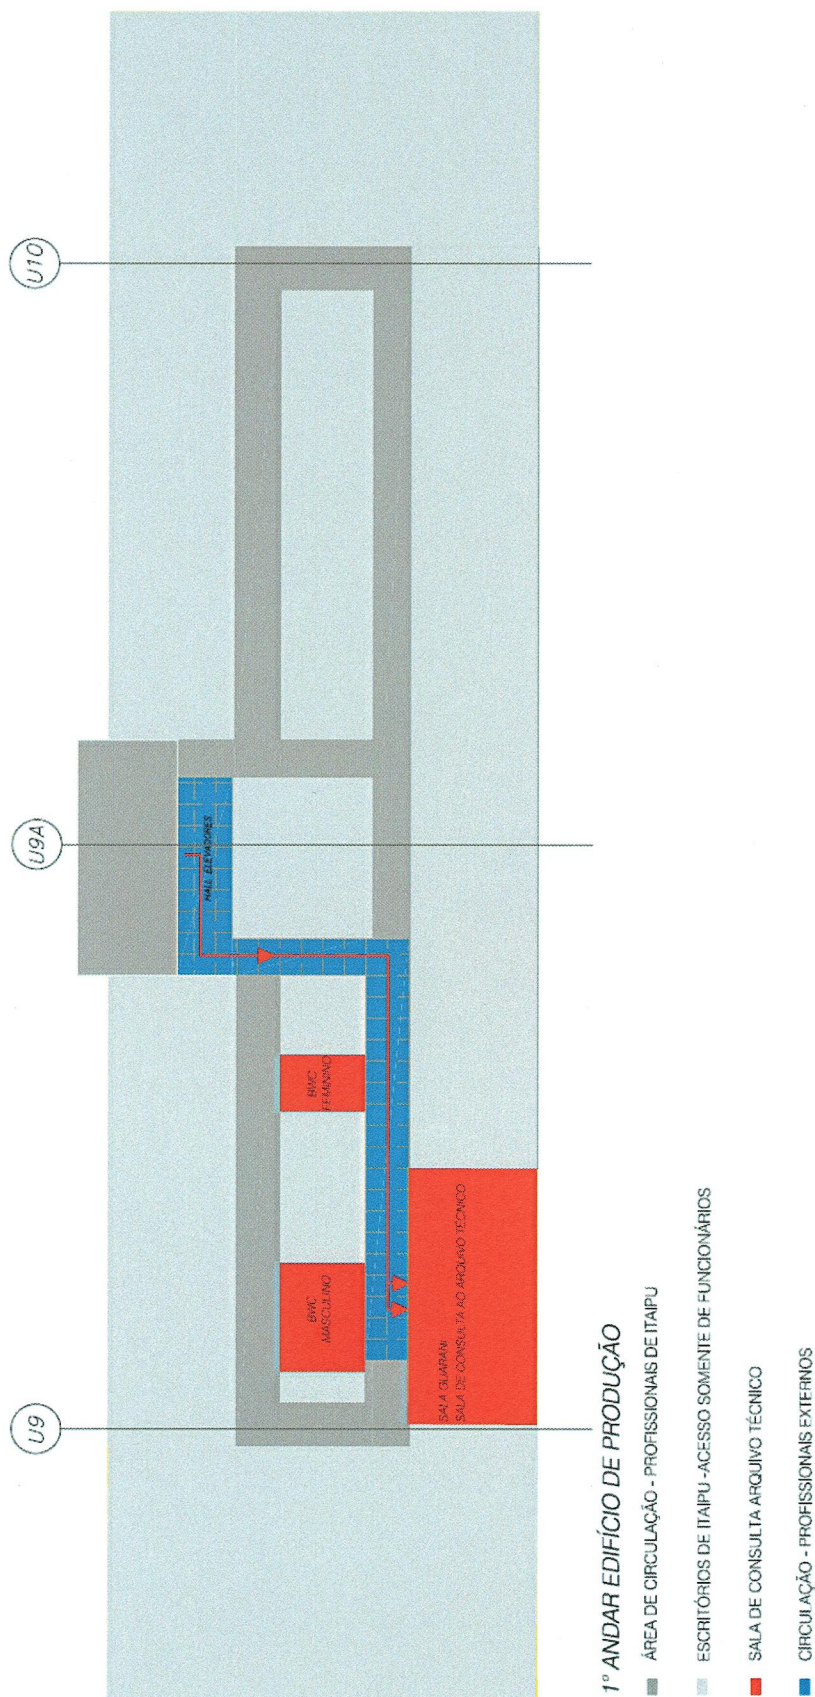 U9
U9A
U10
HALL ELEVADORES
BWC
MASCULINO
BWC
FEMININO
SALA GUARANI
SALA DE CONSULTA AO ARQUIVO TÉCNICO
1º ANDAR EDIFÍCIO DE PRODUÇÃO
ÁREA DE CIRCULAÇÃO - PROFISSIONAIS DE ITAIPU
ESCRITÓRIOS DE ITAIPU -ACESSO SOMENTE DE FUNCIONÁRIOS
SALA DE CONSULTA ARQUIVO TÉCNICO
CIRCULAÇÃO - PROFISSIONAIS EXTERNOS